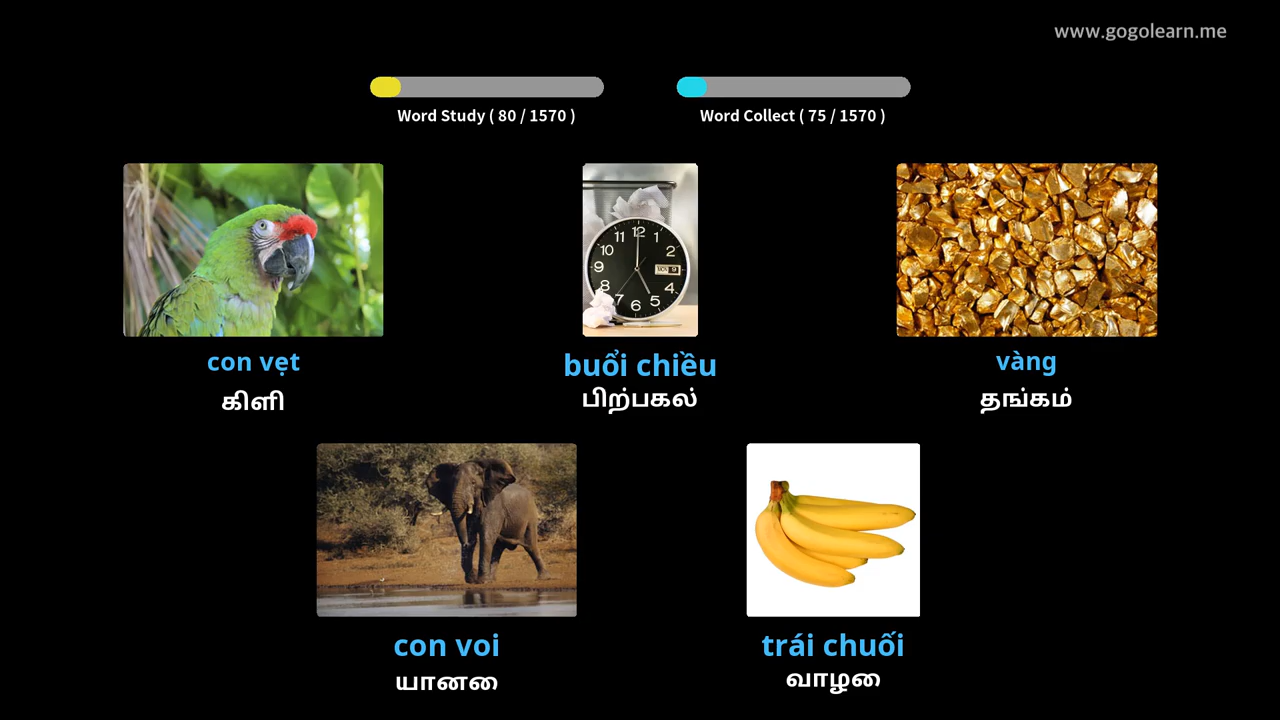 www.gogolearn.me
Word Study ( 80 / 1570 )
Word Collect ( 75 / 1570 )
con vẹt
கிளி
buổi chiều
பிற்பகல்
vàng
தங்கம்
con voi
யானை
trái chuối
வாழை